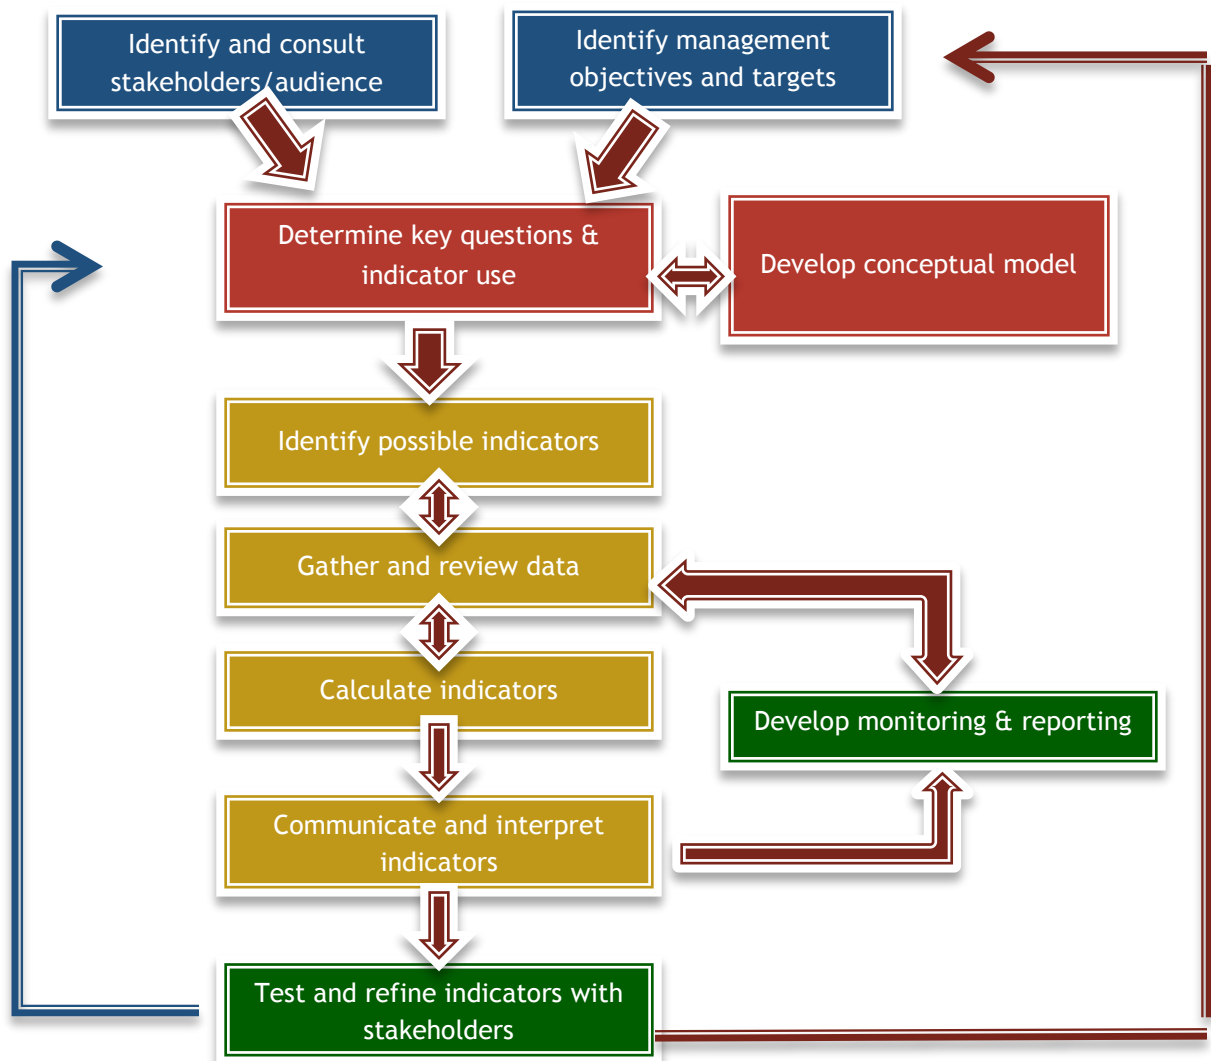 Identify and consult
stakeholders/audience
Identify management
objectives and targets
Determine key questions &
indicator use
Develop conceptual model
Identify possible indicators
Gather and review data
Calculate indicators
Develop monitoring & reporting
Communicate and interpret
indicators
Test and refine indicators with
stakeholders